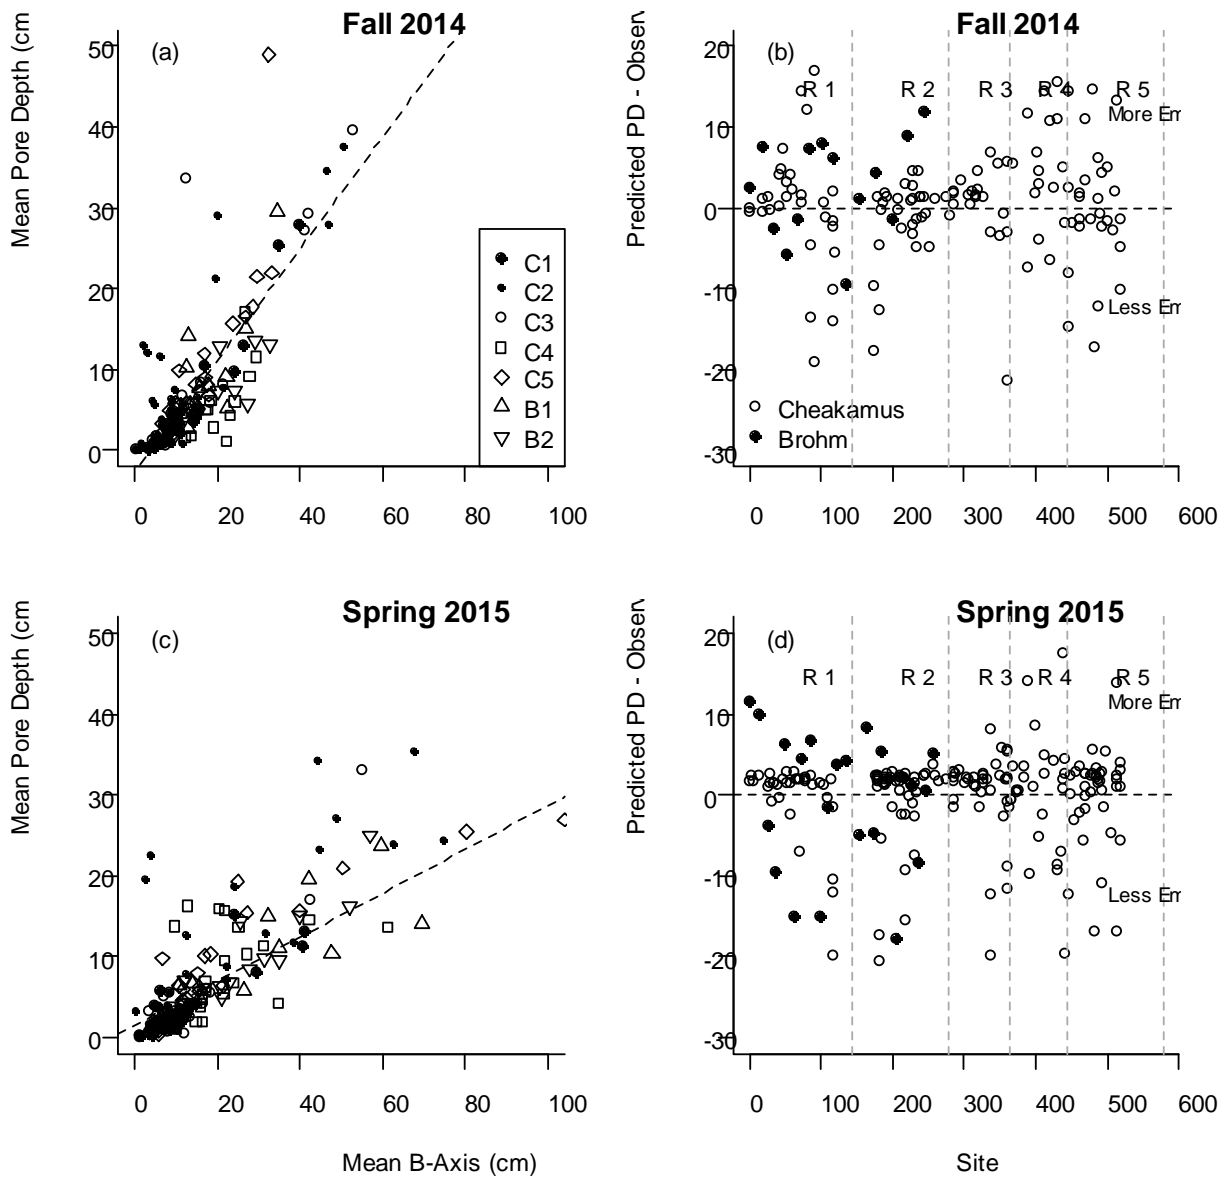 Fall 2014
Fall 2014
(a)
Mean Pore Depth (cm
50
40
30
20
10
0
C1
C2
C3
C4
C5
B1
B2
0 20 40 60 80 100
(b)
Predicted PD - Obser
20
10
0
-10
-20
-30
R 1 R 2 R 3 R 4 R 5
More Em
Less Em
Cheakamus
Brohm
0 100 200 300 400 500 600
Spring 2015
Spring 2015
(c)
Mean Pore Depth (cm
50
40
30
20
10
0
0 20 40 60 80 100
Mean B-Axis (cm)
(d)
Predicted PD - Obser
20
10
0
-10
-20
-30
R 1 R 2 R 3 R 4 R 5
More Em
Less Em
0 100 200 300 400 500 600
Site